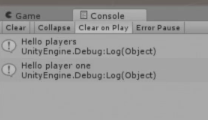 Game
Console
Clear
Collapse
Clear on Play
Error Pause
Hello players
UnityEngine.Debug:Log(Object)
Hello player one
UnityEngine.Debug:Log(Object)